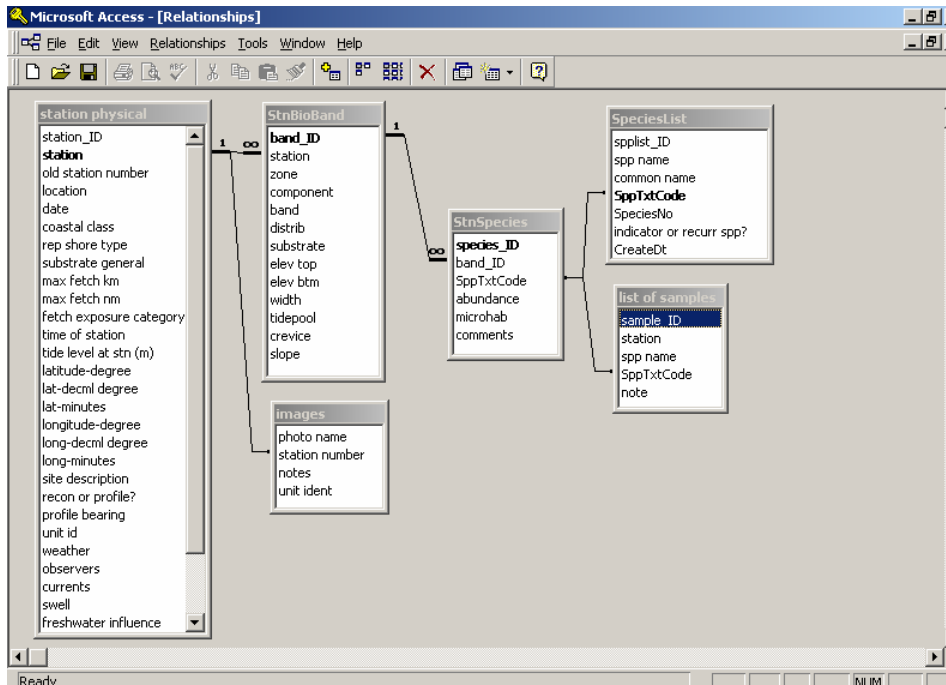 Microsoft Access - [Relationships]
File Edit View Relationships Tools Window Help
station physical
station_ID
station
old station number
location
date
coastal class
rep shore type
substrate general
max fetch km
max fetch nm
fetch exposure category
time of station
tide level at stn (m)
latitude-degree
lat-decml degree
lat-minutes
longitude-degree
long-decml degree
long-minutes
site description
recon or profile?
profile bearing
unit id
weather
observers
currents
swell
freshwater influence
1 ∞
StnBioBand
band_ID
station
zone
component
band
distrib
substrate
elev top
elev btm
width
tidepool
crevice
slope
images
photo name
station number
notes
unit ident
1
∞
StnSpecies
species_ID
band_ID
SppTxtCode
abundance
microhab
comments
SpeciesList
spplist_ID
spp name
common name
SppTxtCode
SpeciesNo
indicator or recurr spp?
CreateDt
list of samples
sample_ID
station
spp name
SppTxtCode
note
Ready
NUM